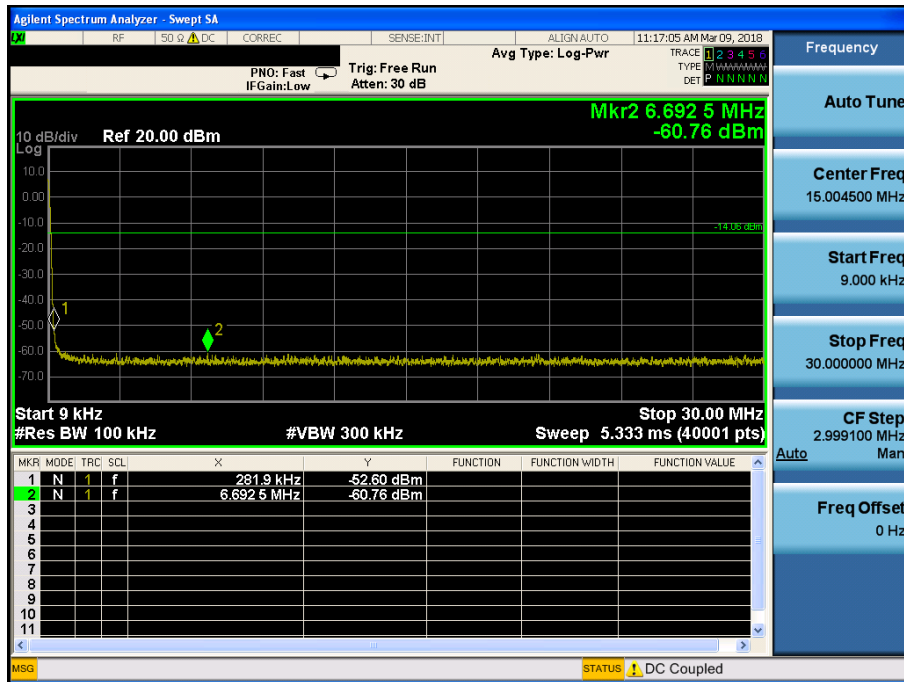 Agilent Spectrum Analyzer - Swept SA
LXI RF 50 Ω DC CORREC SENSE:INT ALIGN AUTO 11:17:05 AM Mar 09, 2018
Avg Type: Log-Pwr TRACE 1 2 3 4 5 6
PNO: Fast Trig: Free Run TYPE M W W W W W
IFGain:Low Atten: 30 dB DET P N N N N N
Mkr2 6.692 5 MHz
10 dB/div Ref 20.00 dBm -60.76 dBm
Log
10.0
0.00
-10.0
-14.06 dBm
-20.0
-30.0
-40.0
1
-50.0
2
-60.0
-70.0
Start 9 kHz Stop 30.00 MHz
#Res BW 100 kHz #VBW 300 kHz Sweep 5.333 ms (40001 pts)
MKR MODE TRC SCL X Y FUNCTION FUNCTION WIDTH FUNCTION VALUE
1 N 1 f 281.9 kHz -52.60 dBm
2 N 1 f 6.692 5 MHz -60.76 dBm
3
4
5
6
7
8
9
10
11
MSG STATUS DC Coupled
Frequency
Auto Tune
Center Freq
15.004500 MHz
Start Freq
9.000 kHz
Stop Freq
30.000000 MHz
CF Step
2.999100 MHz
Auto Man
Freq Offset
0 Hz